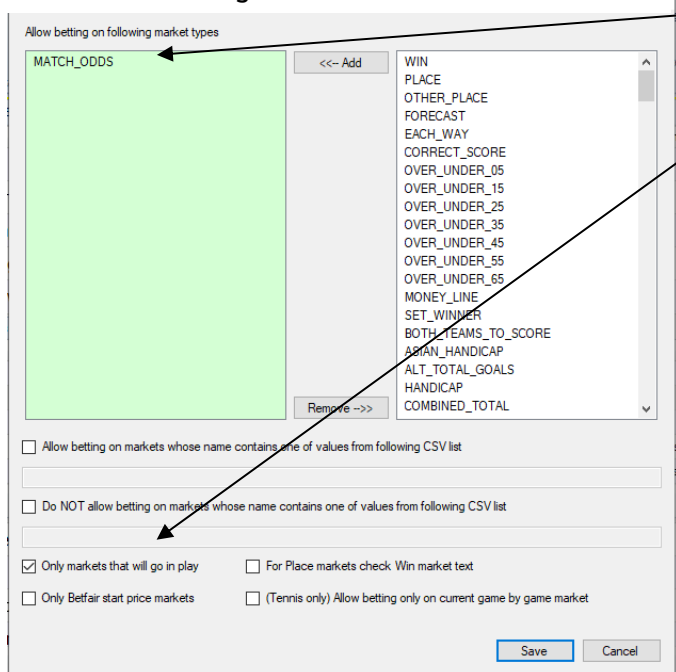 Allow betting on following market types
MATCH_ODDS
<<-- Add
WIN
PLACE
OTHER_PLACE
FORECAST
EACH_WAY
CORRECT_SCORE
OVER_UNDER_05
OVER_UNDER_15
OVER_UNDER_25
OVER_UNDER_35
OVER_UNDER_45
OVER_UNDER_55
OVER_UNDER_65
MONEY_LINE
SET_WINNER
BOTH_TEAMS_TO_SCORE
ASIAN_HANDICAP
ALT_TOTAL_GOALS
HANDICAP
COMBINED_TOTAL
Remove -->>
Allow betting on markets whose name contains one of values from following CSV list
Do NOT allow betting on markets whose name contains one of values from following CSV list
Only markets that will go in play
For Place markets check Win market text
Only Betfair start price markets
(Tennis only) Allow betting only on current game by game market
Save
Cancel